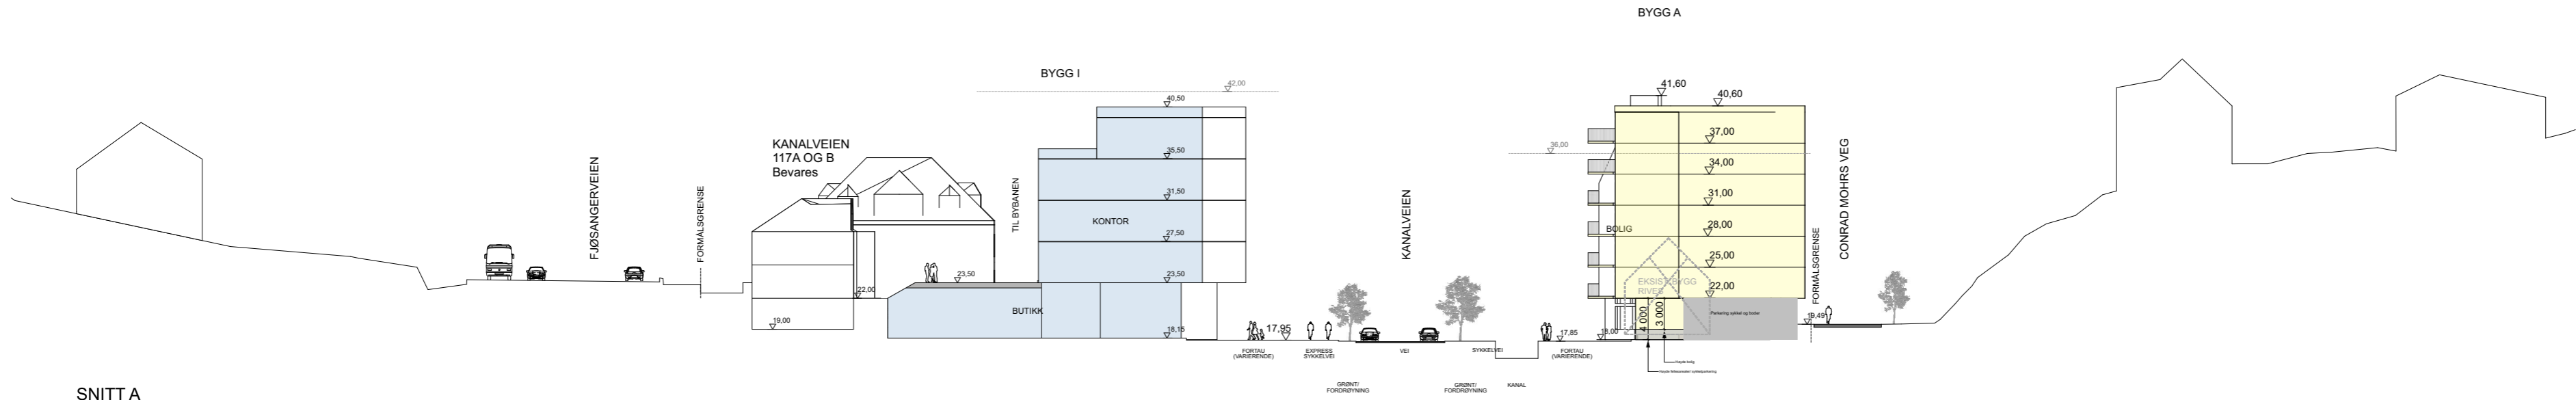 BYGG A
BYGG I
42,00
41,60
40,60
40,50
37,00
KANALVEIEN
117A OG B
Bevares
35,50
36,00
34,00
FJØSANGERVEIEN
FORMÅLSGRENSE
TIL BYBANEN
31,50
KONTOR
KANALVEIEN
31,00
CONRAD MOHRS VEG
BOLIG
28,00
27,50
25,00
FORMÅLSGRENSE
23,50
23,50
EKSIST BYGG
RIVES
22,00
22,00
BUTIKK
4 000
3 000
Parkering sykkel og boder
19,49
19,00
18,15
17,95
17,85
18,00
FORTAU
(VARIERENDE)
EXPRESS
SYKKELVEI
VEI
SYKKELVEI
FORTAU
(VARIERENDE)
Høyde bolig
GRØNT/
FORDRØYNING
GRØNT/
FORDRØYNING
KANAL
SNITT A